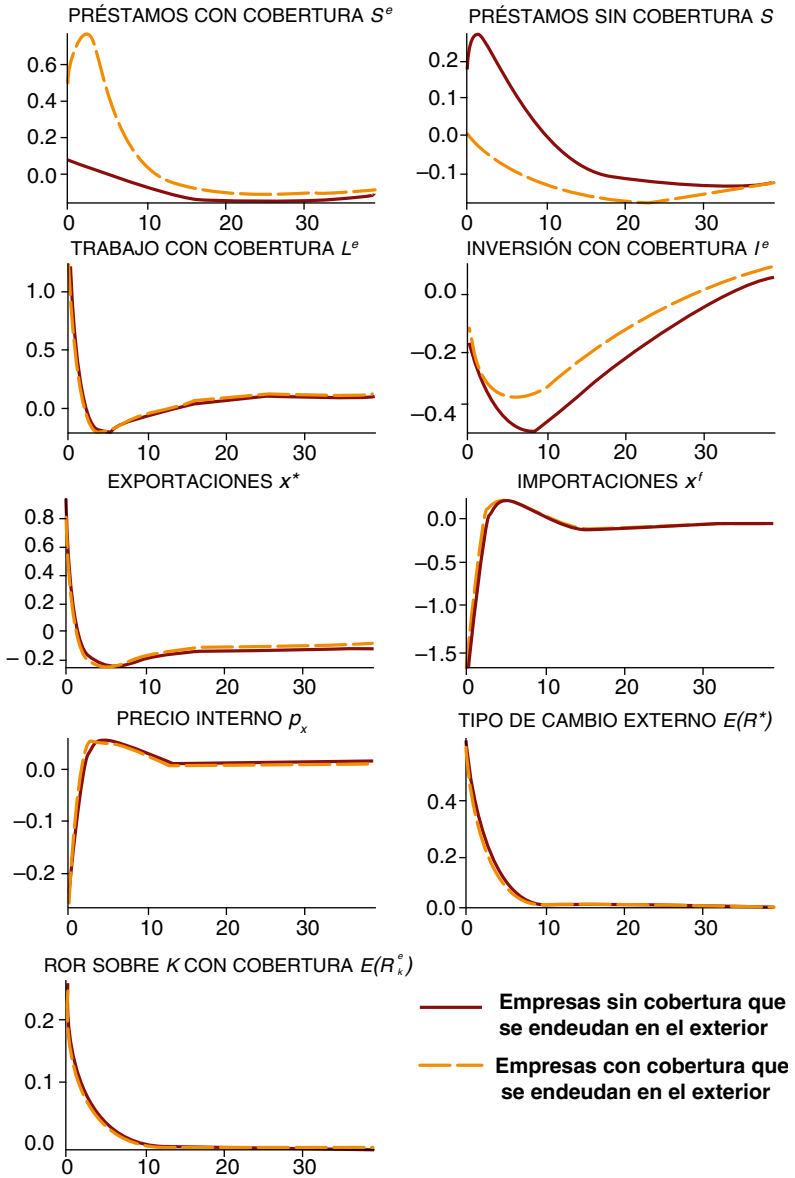 PRÉSTAMOS CON COBERTURA S^e
0.6
0.4
0.2
0.0
0 10 20 30
PRÉSTAMOS SIN COBERTURA S
0.2
0.1
0.0
–0.1
0 10 20 30
TRABAJO CON COBERTURA L^e
1.0
0.5
0.0
0 10 20 30
INVERSIÓN CON COBERTURA I^e
0.0
–0.2
–0.4
0 10 20 30
EXPORTACIONES x*
0.8
0.6
0.4
0.2
0
– 0.2
0 10 20 30
IMPORTACIONES x^f
0.0
–0.5
–1.0
–1.5
0 10 20 30
PRECIO INTERNO p_x
0.0
–0.1
–0.2
0 10 20 30
TIPO DE CAMBIO EXTERNO E(R*)
0.4
0.2
0.0
0 10 20 30
ROR SOBRE K CON COBERTURA E(R_k^e)
0.2
0.1
0.0
0 10 20 30
Empresas sin cobertura que
se endeudan en el exterior
Empresas con cobertura que
se endeudan en el exterior